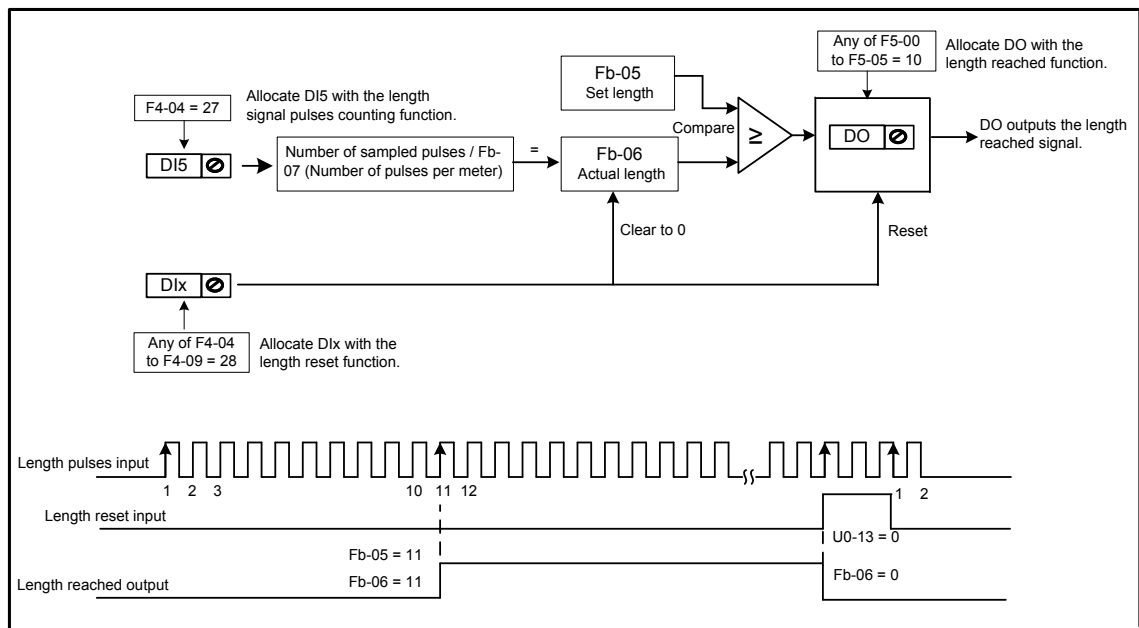 Any of F5-00
to F5-05 = 10
Allocate DO with the
length reached function.
Fb-05
Set length
F4-04 = 27
Allocate DI5 with the length
signal pulses counting function.
Compare
≥
DO
DO outputs the length
reached signal.
DI5
Number of sampled pulses / Fb-
07 (Number of pulses per meter)
=
Fb-06
Actual length
Clear to 0
Reset
DIx
Any of F4-04
to F4-09 = 28
Allocate DIx with the
length reset function.
Length pulses input
1 2 3 10 11 12 1 2
Length reset input
U0-13 = 0
Fb-05 = 11
Length reached output
Fb-06 = 11
Fb-06 = 0